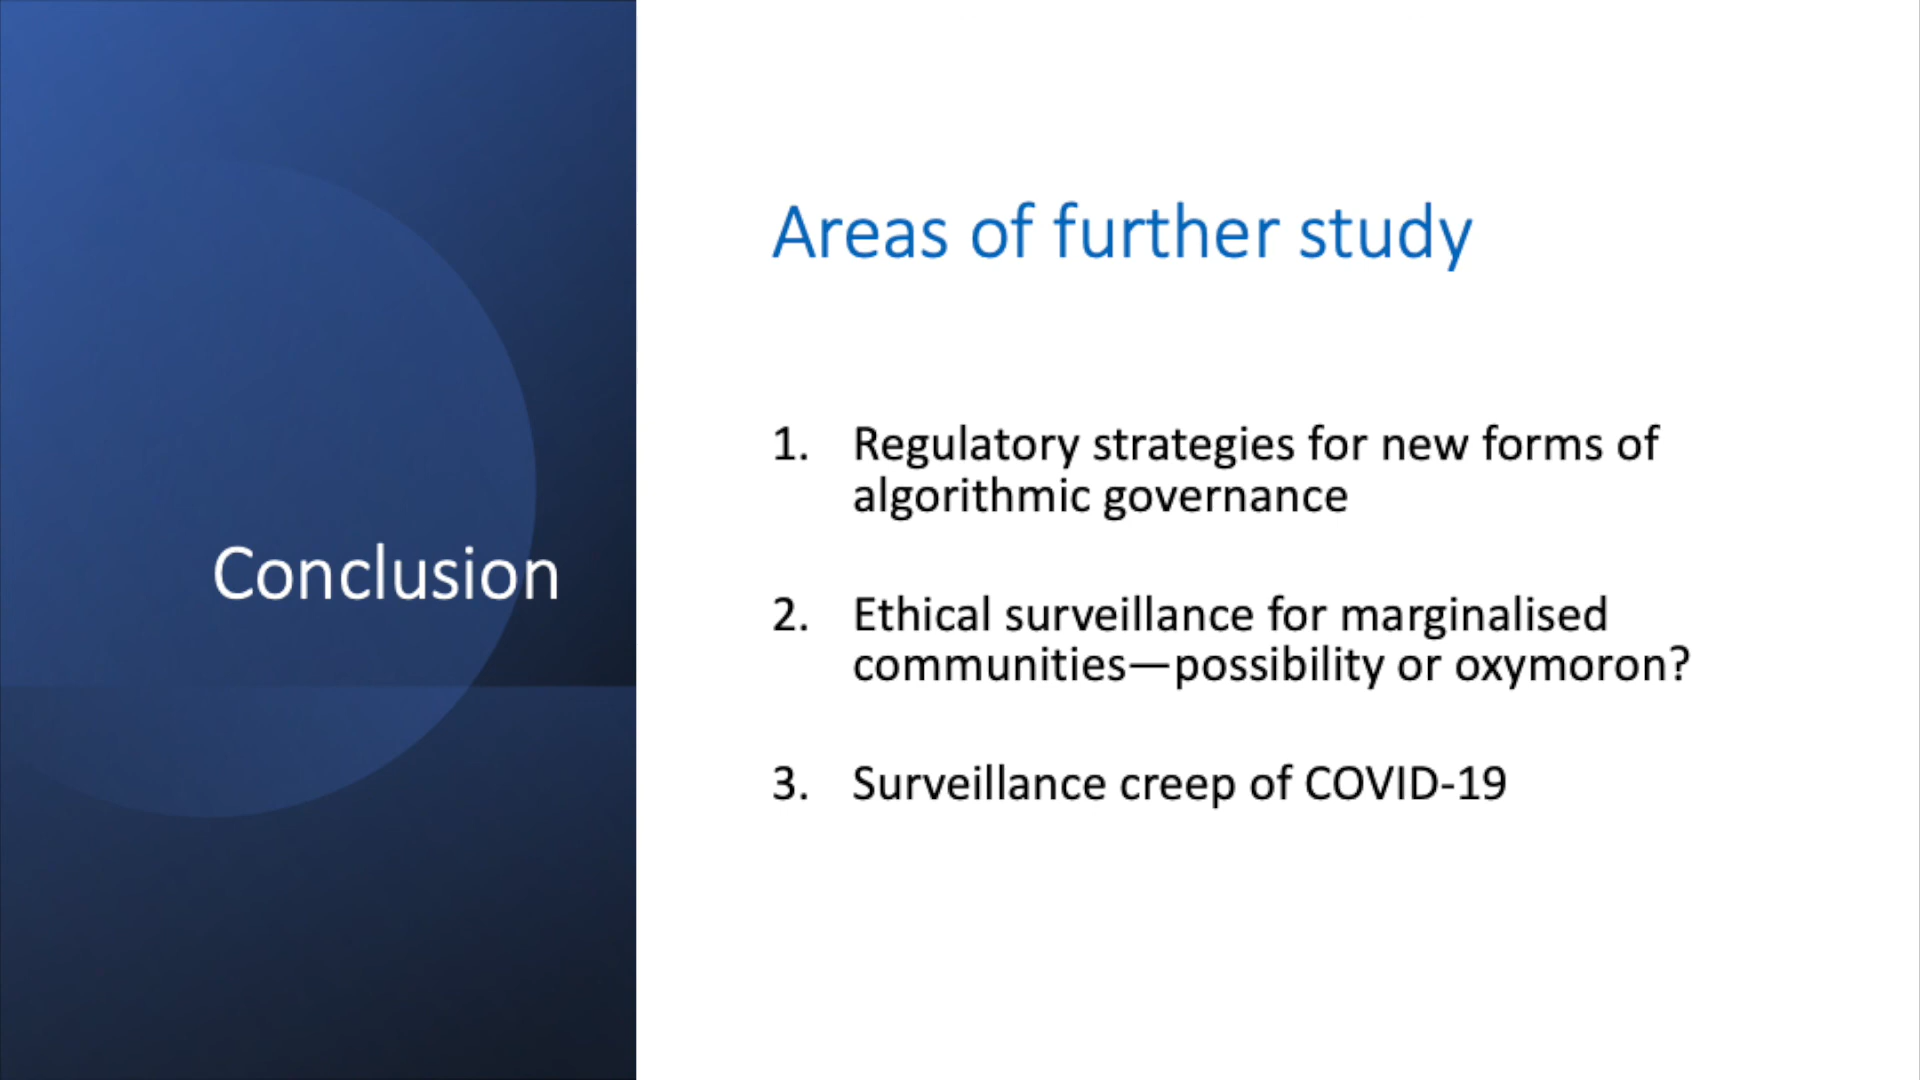 Conclusion
Areas of further study
1. Regulatory strategies for new forms of
algorithmic governance
2. Ethical surveillance for marginalised
communities—possibility or oxymoron?
3. Surveillance creep of COVID-19